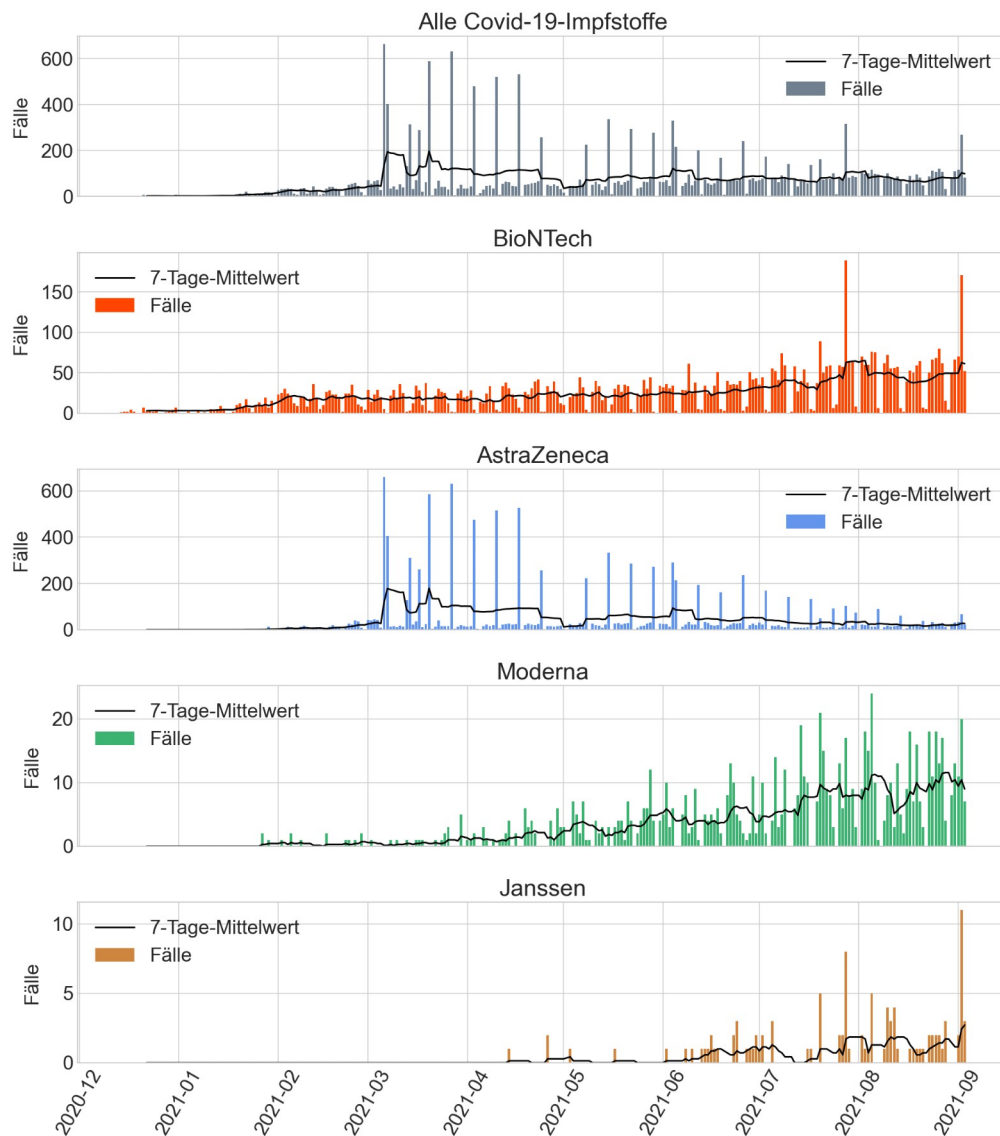 Alle Covid-19-Impfstoffe
Fälle
600
400
200
0
7-Tage-Mittelwert
Fälle
BioNTech
Fälle
150
100
50
0
7-Tage-Mittelwert
Fälle
AstraZeneca
Fälle
600
400
200
0
7-Tage-Mittelwert
Fälle
Moderna
Fälle
20
10
0
7-Tage-Mittelwert
Fälle
Janssen
Fälle
10
5
0
7-Tage-Mittelwert
Fälle
2020-12
2021-01
2021-02
2021-03
2021-04
2021-05
2021-06
2021-07
2021-08
2021-09